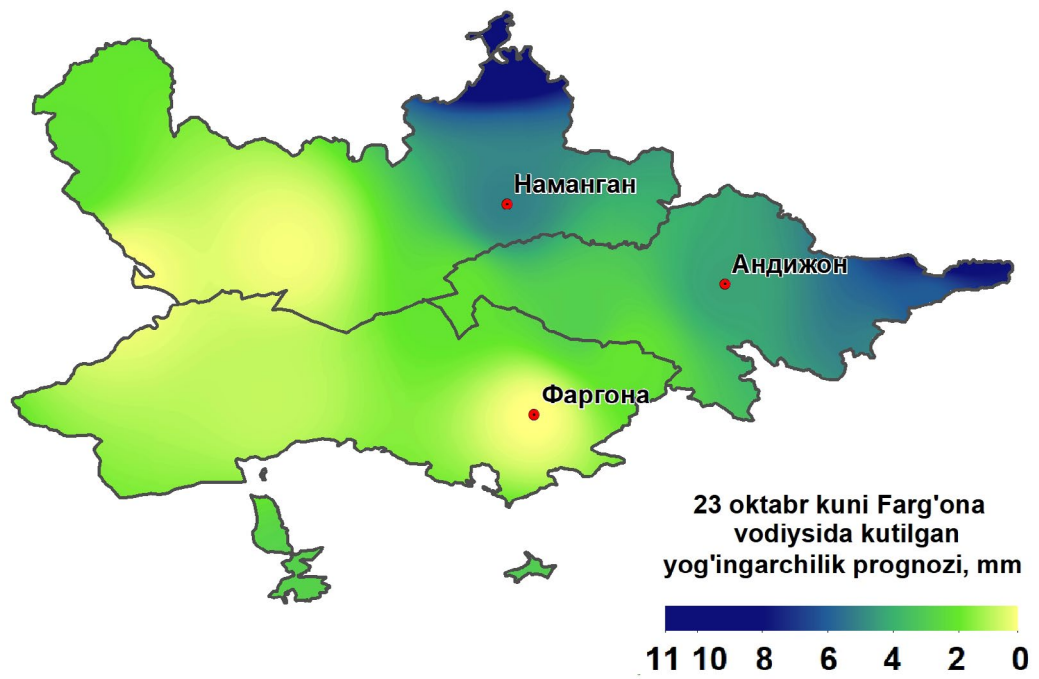 Наманган
Андижон
Фаргона
23 oktabr kuni Farg'ona
vodiysida kutilgan
yog'ingarchilik prognozi, mm
11 10 8 6 4 2 0